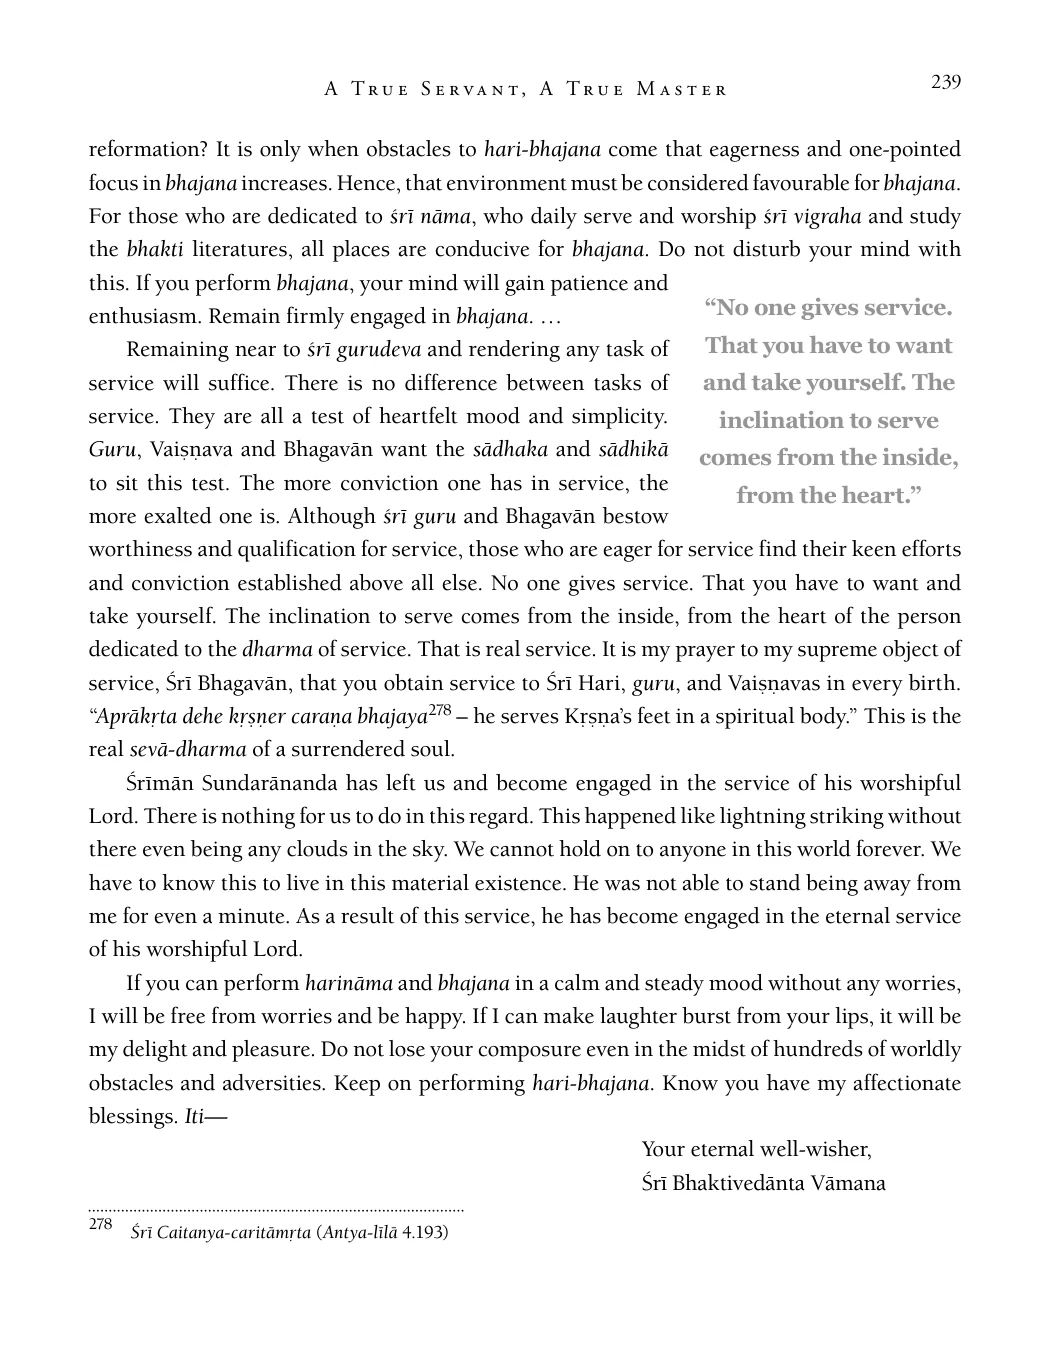 A True Servant, A True Master
239
reformation? It is only when obstacles to hari-bhajana come that eagerness and one-pointed
focus in bhajana increases. Hence, that environment must be considered favourable for bhajana.
For those who are dedicated to śrī nāma, who daily serve and worship śrī vigraha and study
the bhakti literatures, all places are conducive for bhajana. Do not disturb your mind with
this. If you perform bhajana, your mind will gain patience and
enthusiasm. Remain firmly engaged in bhajana. …
Remaining near to śrī gurudeva and rendering any task of
service will suffice. There is no difference between tasks of
service. They are all a test of heartfelt mood and simplicity.
Guru, Vaiṣṇava and Bhagavān want the sādhaka and sādhikā
to sit this test. The more conviction one has in service, the
more exalted one is. Although śrī guru and Bhagavān bestow
“No one gives service.
That you have to want
and take yourself. The
inclination to serve
comes from the inside,
from the heart.”
worthiness and qualification for service, those who are eager for service find their keen efforts
and conviction established above all else. No one gives service. That you have to want and
take yourself. The inclination to serve comes from the inside, from the heart of the person
dedicated to the dharma of service. That is real service. It is my prayer to my supreme object of
service, Śrī Bhagavān, that you obtain service to Śrī Hari, guru, and Vaiṣṇavas in every birth.
“Aprākṛta dehe kṛṣṇer caraṇa bhajaya278 – he serves Kṛṣṇa’s feet in a spiritual body.” This is the
real sevā-dharma of a surrendered soul.
Śrīmān Sundarānanda has left us and become engaged in the service of his worshipful
Lord. There is nothing for us to do in this regard. This happened like lightning striking without
there even being any clouds in the sky. We cannot hold on to anyone in this world forever. We
have to know this to live in this material existence. He was not able to stand being away from
me for even a minute. As a result of this service, he has become engaged in the eternal service
of his worshipful Lord.
If you can perform harināma and bhajana in a calm and steady mood without any worries,
I will be free from worries and be happy. If I can make laughter burst from your lips, it will be
my delight and pleasure. Do not lose your composure even in the midst of hundreds of worldly
obstacles and adversities. Keep on performing hari-bhajana. Know you have my affectionate
blessings. Iti—
Your eternal well-wisher,
Śrī Bhaktivedānta Vāmana
278 Śrī Caitanya-caritāmṛta (Antya-līlā 4.193)